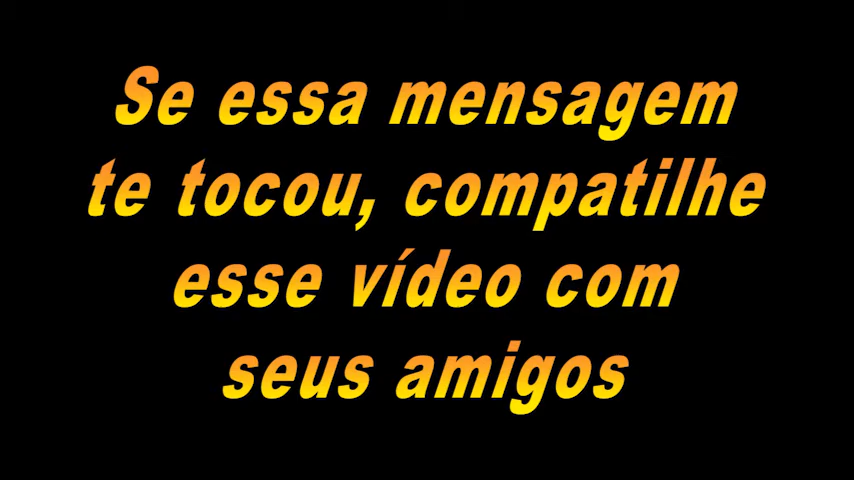 Se essa mensagem
te tocou, compatilhe
esse vídeo com
seus amigos